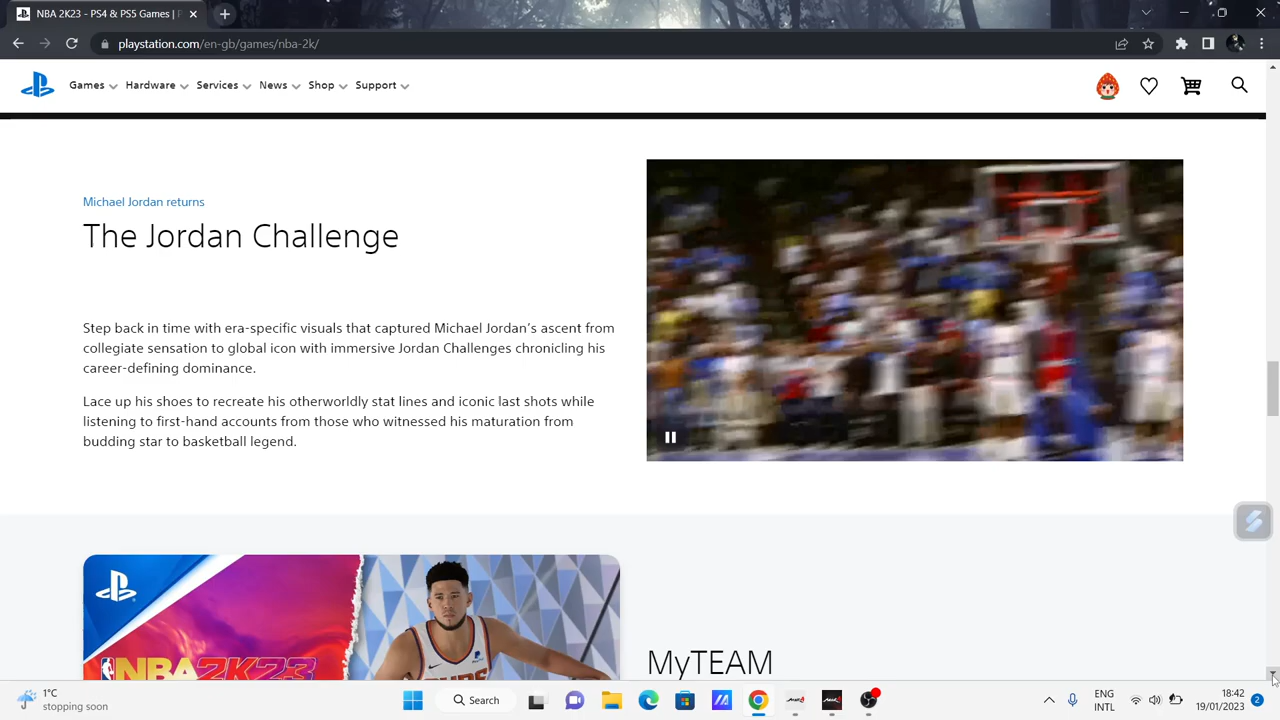 NBA 2K23 - PS4 & PS5 Games | P
playstation.com/en-gb/games/nba-2k/
Games Hardware Services News Shop Support
Michael Jordan returns
The Jordan Challenge
Step back in time with era-specific visuals that captured Michael Jordan’s ascent from
collegiate sensation to global icon with immersive Jordan Challenges chronicling his
career-defining dominance.
Lace up his shoes to recreate his otherworldly stat lines and iconic last shots while
listening to first-hand accounts from those who witnessed his maturation from
budding star to basketball legend.
NBA2K23
MyTEAM
1°C
stopping soon
Search
ENG
INTL
18:42
19/01/2023
2